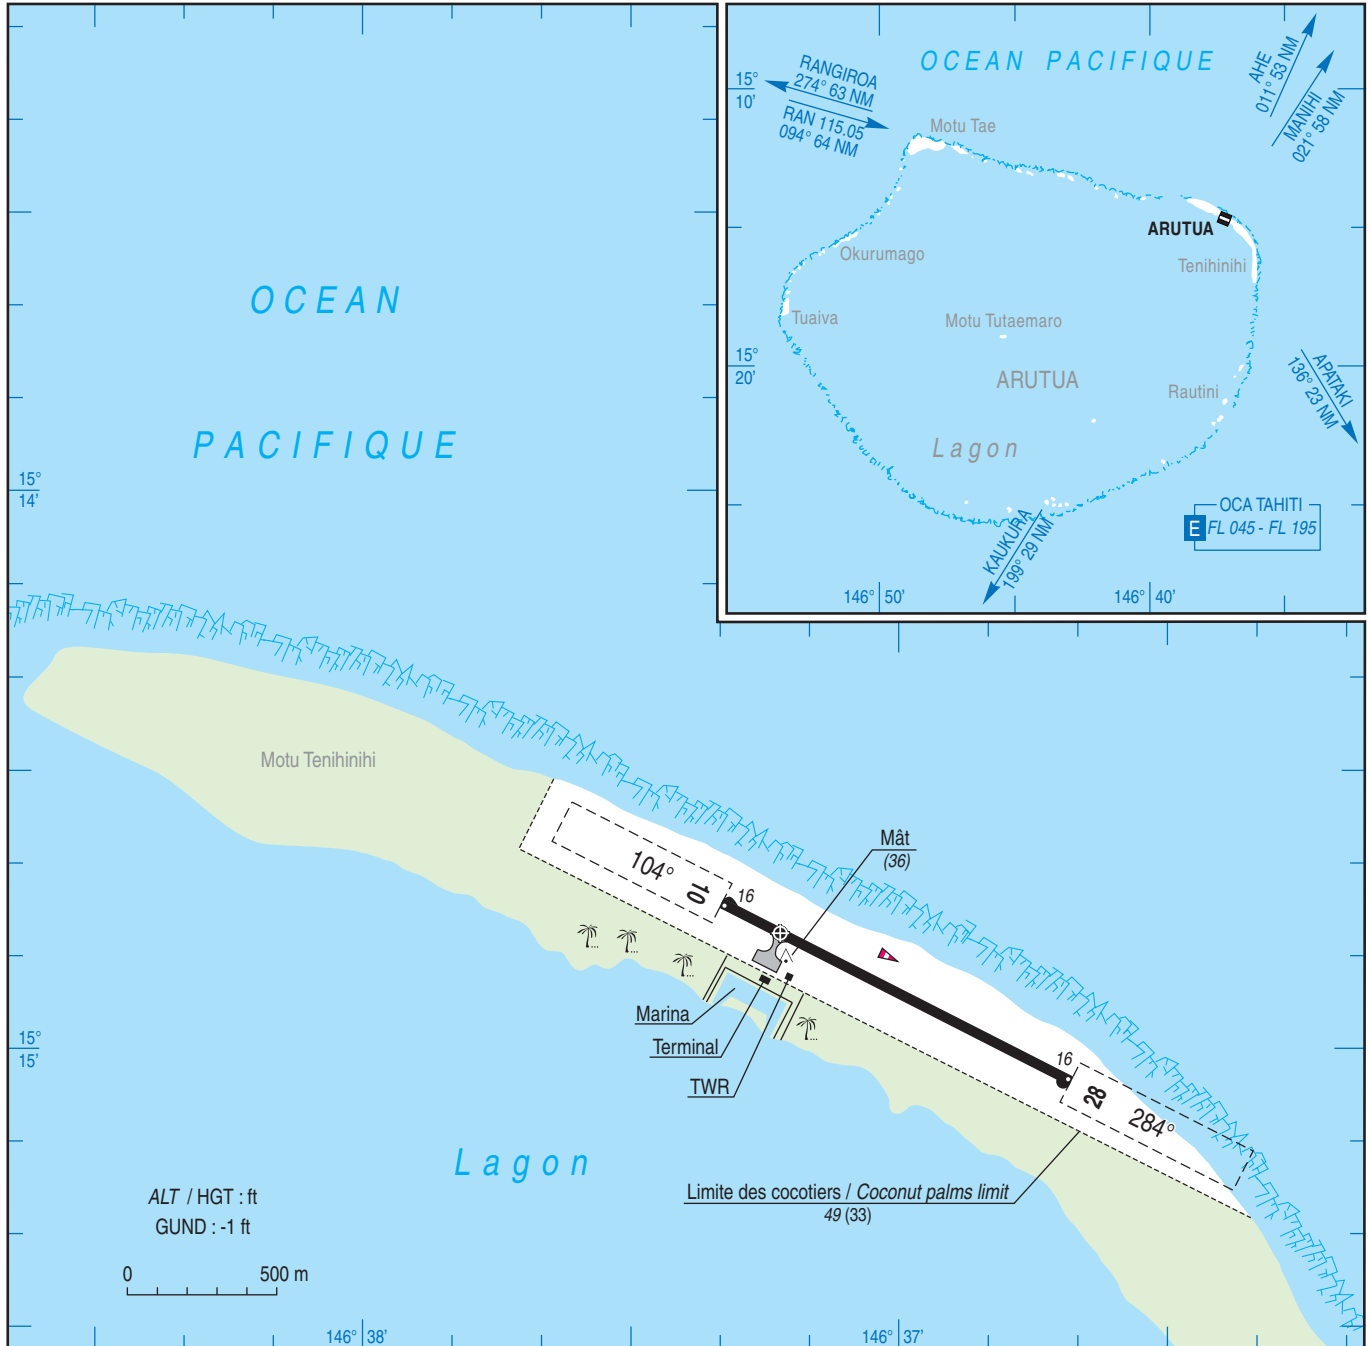 OCEAN PACIFIQUE
RANGIROA
274° 63 NM
RAN 115.05
094° 64 NM
AHE
011° 53 NM
MANIHI
021° 58 NM
15°
10'
Motu Tae
ARUTUA
Okurumago
Tenihinihi
Tuaiva
Motu Tutaemaro
15°
20'
ARUTUA
Rautini
APATAKI
136° 23 NM
Lagon
KAUKURA
199° 29 NM
OCA TAHITI
E FL 045 - FL 195
146° 50'
146° 40'
OCEAN
PACIFIQUE
15°
14'
Motu Tenihinihi
Mât
(36)
104°
10
16
Marina
Terminal
TWR
15°
15'
16
28
284°
Lagon
Limite des cocotiers / Coconut palms limit
49 (33)
ALT / HGT : ft
GUND : -1 ft
0 500 m
146° 38'
146° 37'